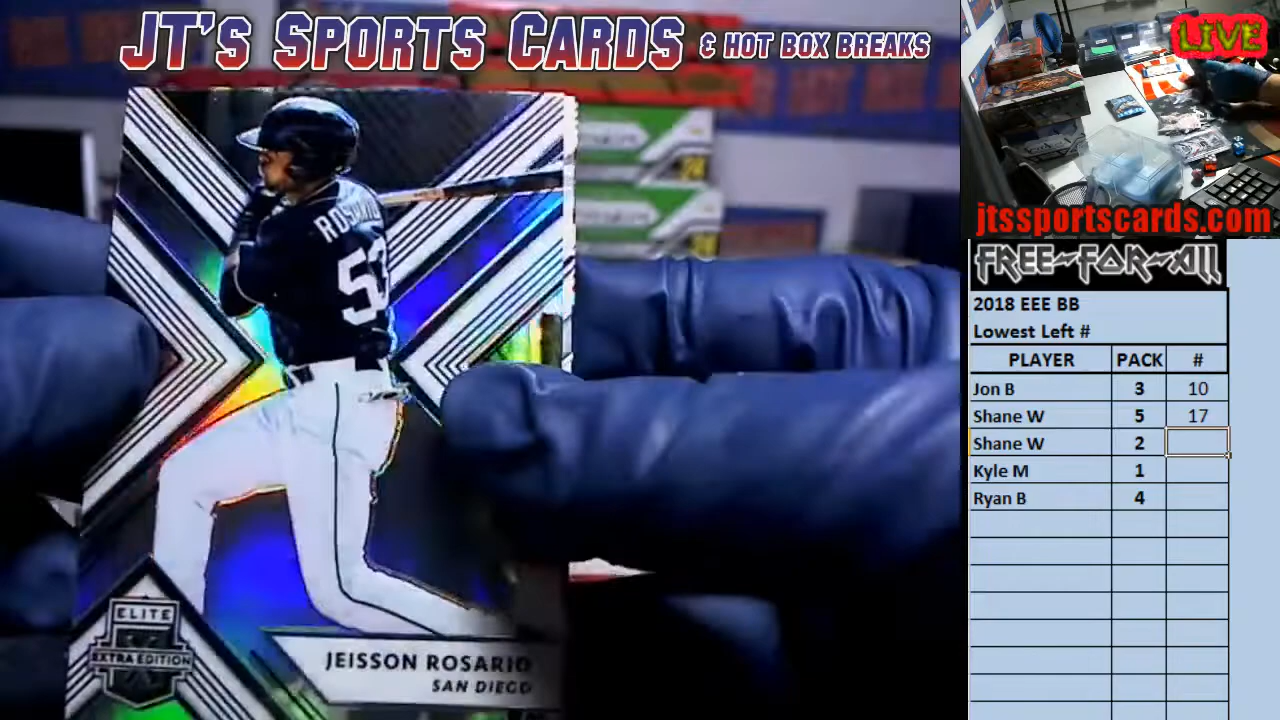 JT's Sports Cards & Hot Box Breaks
LIVE
jtssportscards.com
FREE-FOR-ALL
2018 EEE BB
Lowest Left #
PLAYER PACK #
Jon B 3 10
Shane W 5 17
Shane W 2
Kyle M 1
Ryan B 4
53
ELITE
EXTRA EDITION
JEISSON ROSARIO
SAN DIEGO